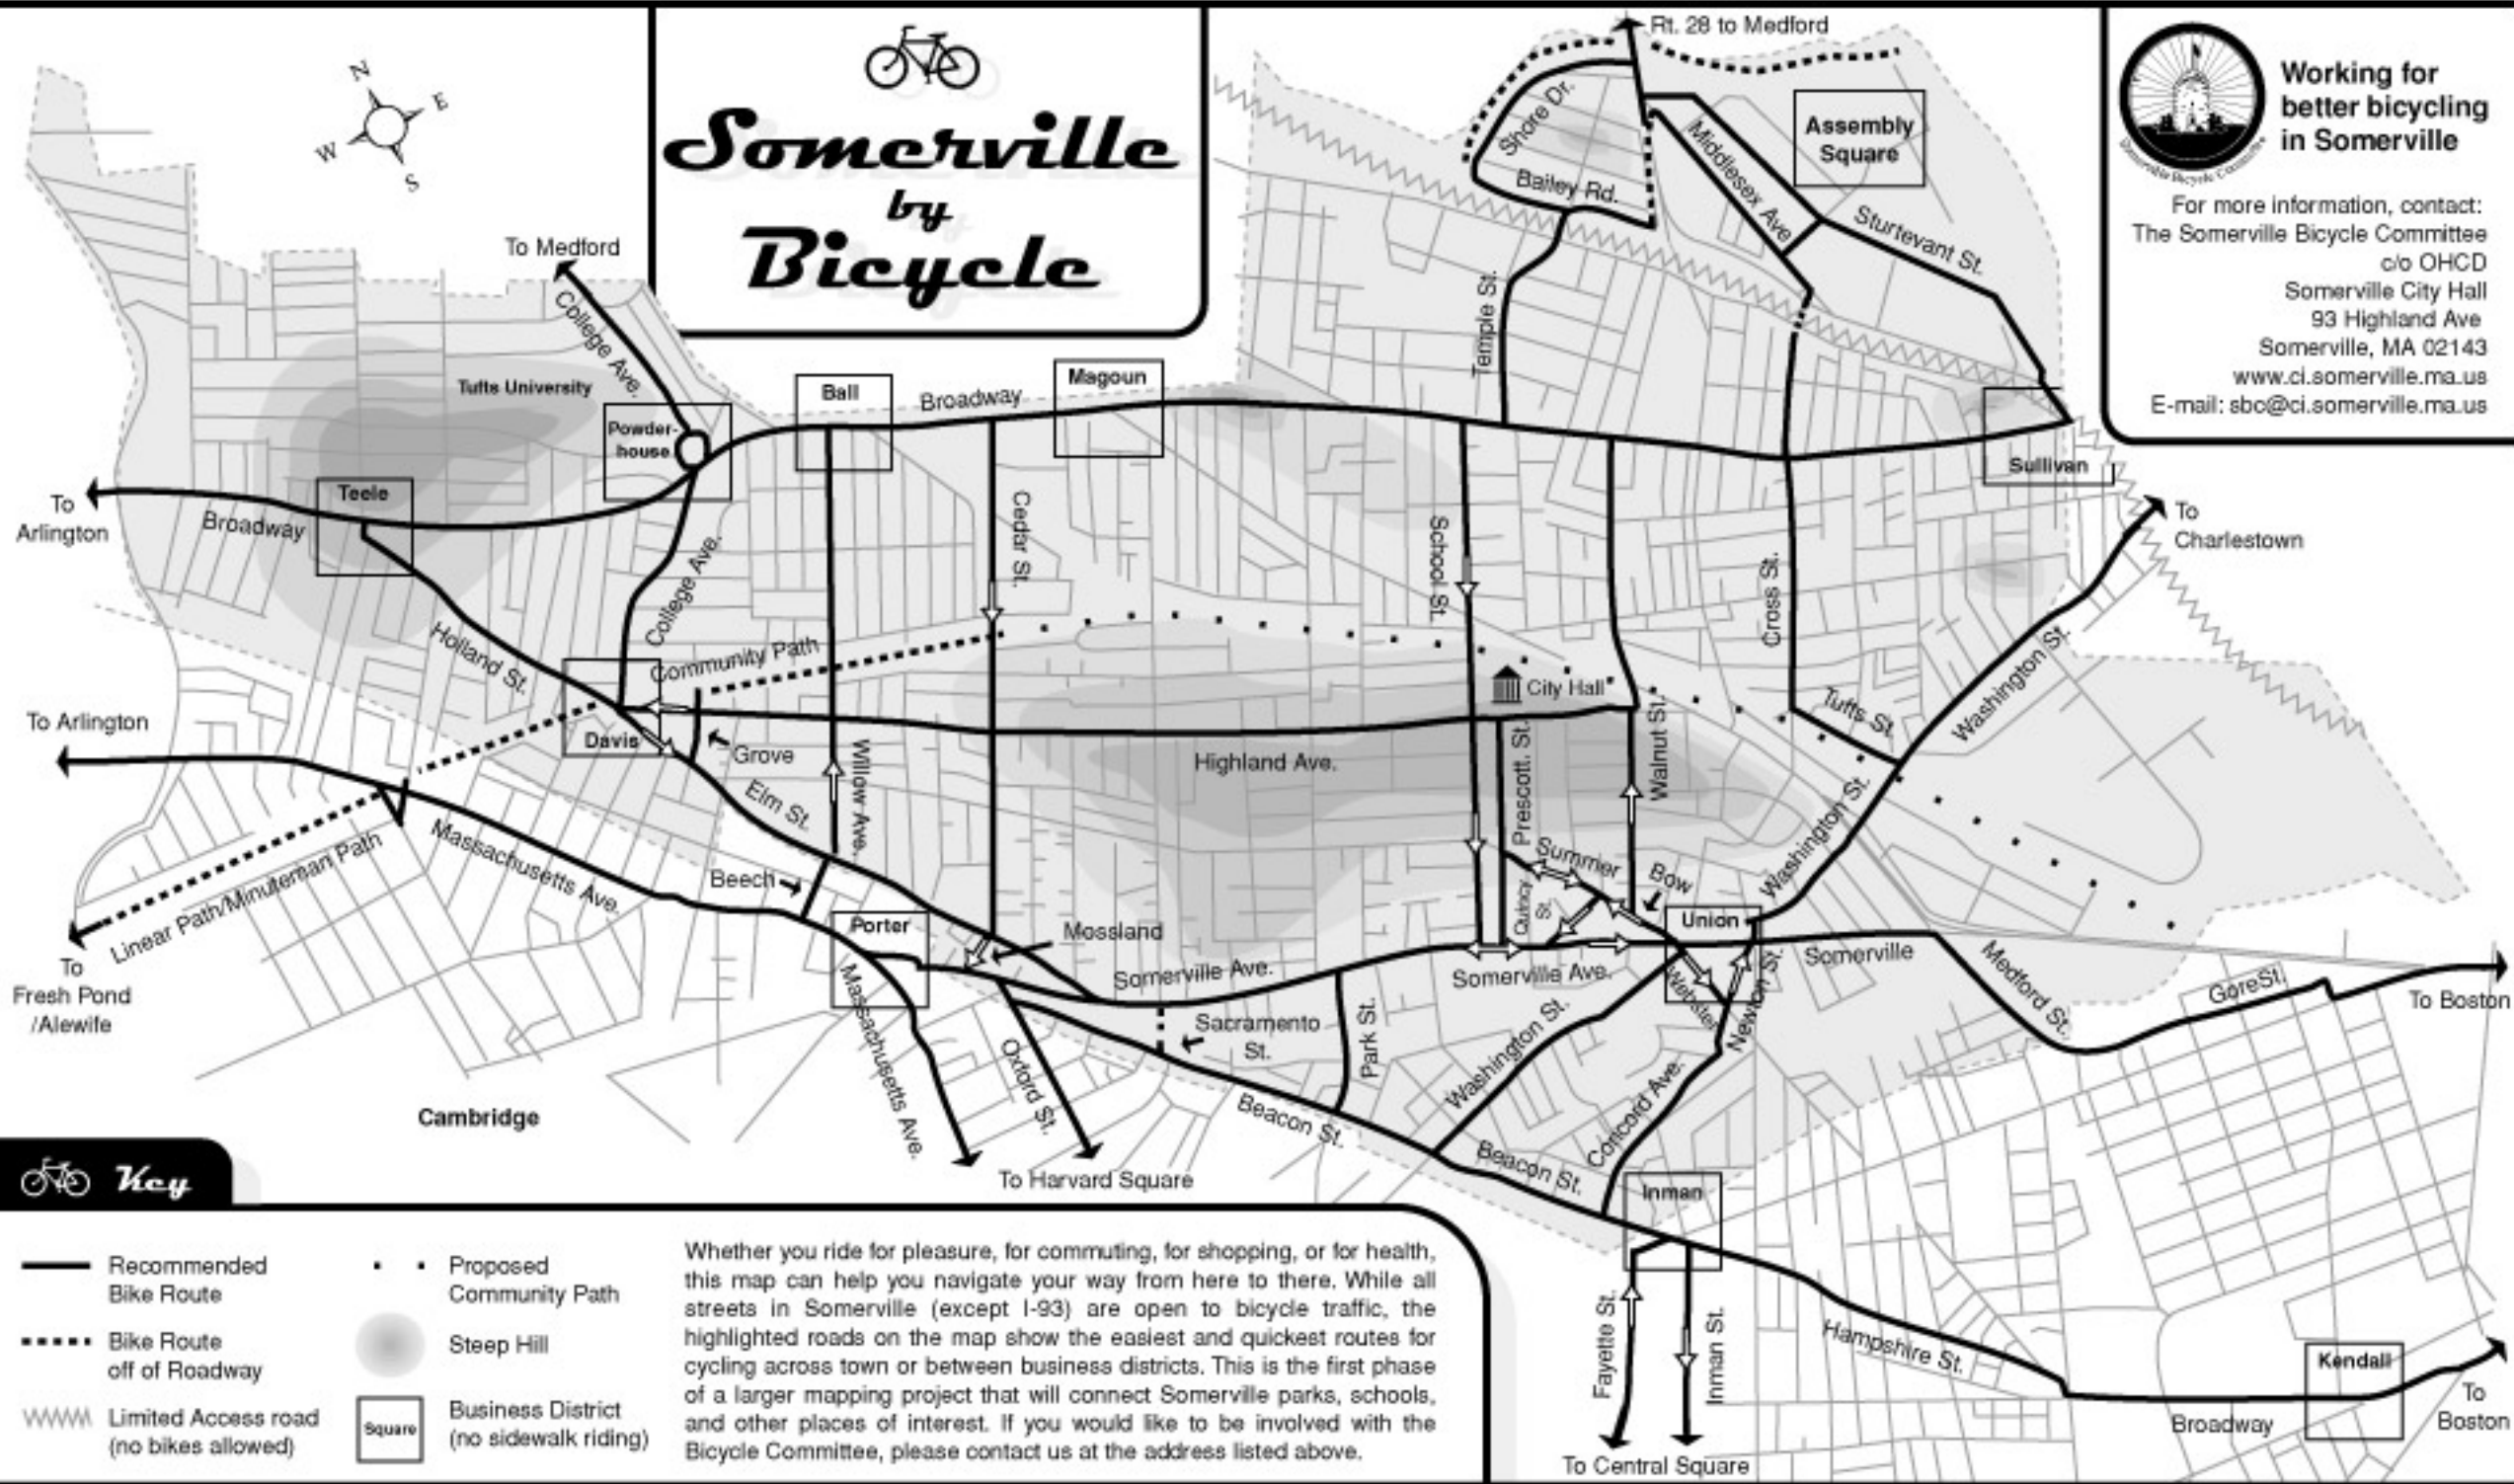 Somerville
by
Bicycle
N
E
W
S
Rt. 28 to Medford
Working for
better bicycling
in Somerville
Somerville Bicycle Committee
For more information, contact:
The Somerville Bicycle Committee
c/o OHCD
Somerville City Hall
93 Highland Ave
Somerville, MA 02143
www.ci.somerville.ma.us
E-mail: sbc@ci.somerville.ma.us
Assembly
Square
Shore Dr.
Bailey Rd.
Middlesex Ave
Sturtevant St.
Temple St.
To Medford
College Ave.
Tufts University
Powder-
house
Ball
Broadway
Magoun
Sullivan
Teele
To
Arlington
Broadway
To
Charlestown
Cedar St.
School St.
Cross St.
College Ave.
Holland St.
Community Path
City Hall
Tufts St.
Washington St.
To Arlington
Davis
Grove
Highland Ave.
Elm St.
Willow Ave.
Prescott. St.
Walnut St.
Washington St.
Linear Path/Minuteman Path
Massachusetts Ave.
Beech
Summer
Bow
Quincy
St.
Union
Porter
Mossland
Somerville Ave.
Somerville Ave.
Somerville
Medford St.
Gore St.
To Boston
To
Fresh Pond
/Alewife
Massachusetts Ave.
Oxford St.
Sacramento
St.
Park St.
Washington St.
Webster
Newton St.
Concord Ave.
Cambridge
Beacon St.
Beacon St.
To Harvard Square
Inman
Fayette St.
Inman St.
Hampshire St.
Kendall
Broadway
To
Boston
To Central Square
Key
Recommended
Bike Route
Bike Route
off of Roadway
Limited Access road
(no bikes allowed)
Proposed
Community Path
Steep Hill
Square
Business District
(no sidewalk riding)
Whether you ride for pleasure, for commuting, for shopping, or for health,
this map can help you navigate your way from here to there. While all
streets in Somerville (except I-93) are open to bicycle traffic, the
highlighted roads on the map show the easiest and quickest routes for
cycling across town or between business districts. This is the first phase
of a larger mapping project that will connect Somerville parks, schools,
and other places of interest. If you would like to be involved with the
Bicycle Committee, please contact us at the address listed above.